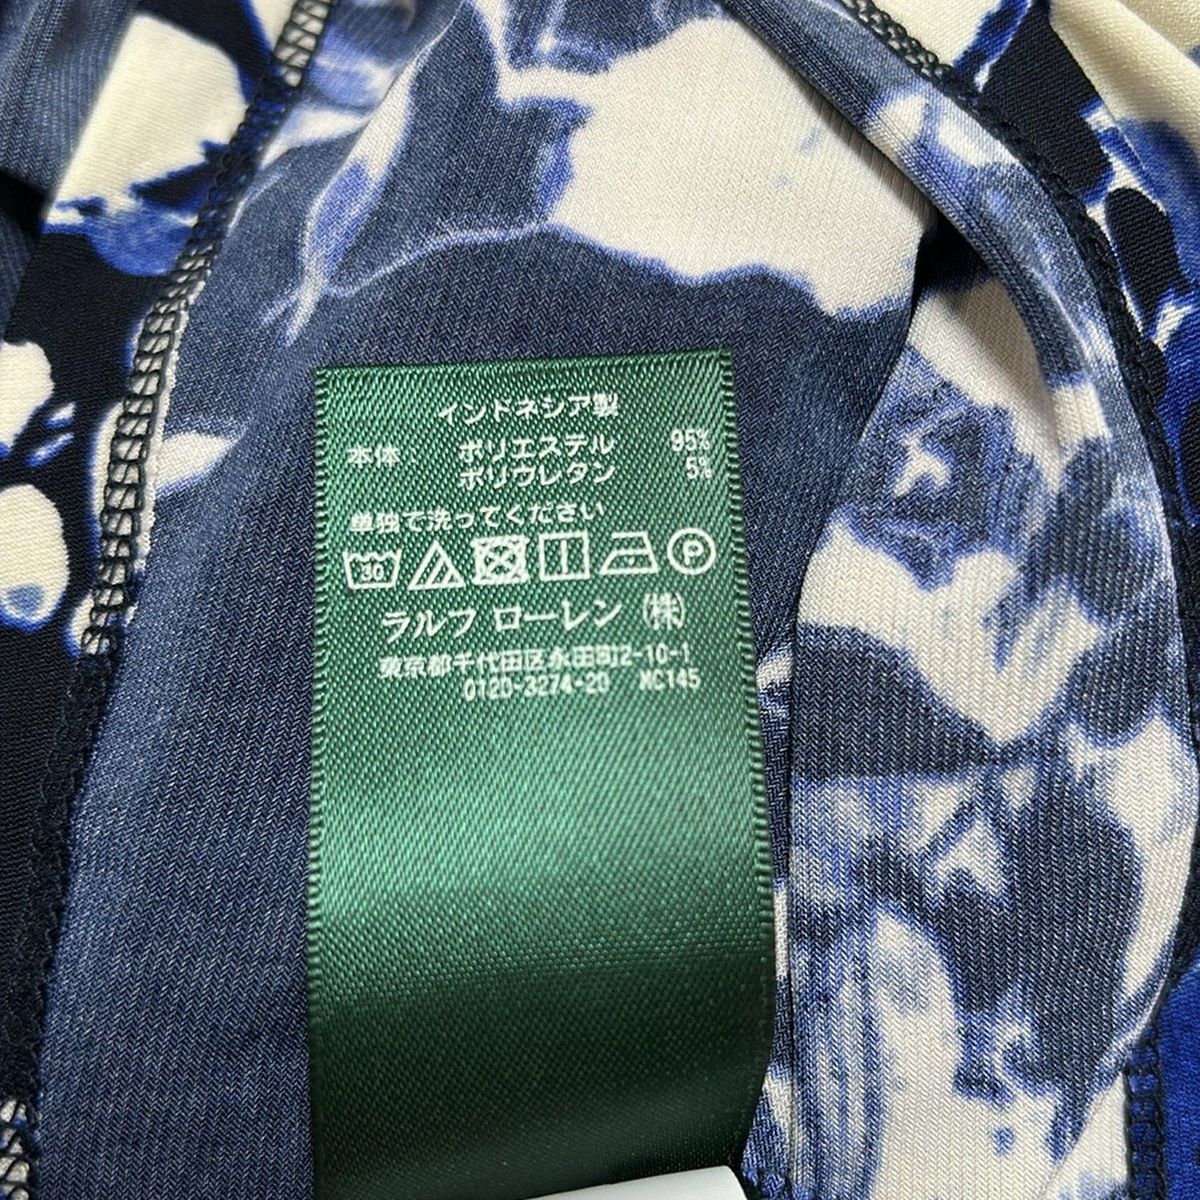 インドネシア製
本体 ポリエステル 95%
ポリウレタン 5%
単独で洗ってください
30 P
ラルフ ローレン (株)
東京都千代田区永田町2-10-1
0120-3274-20 MC145